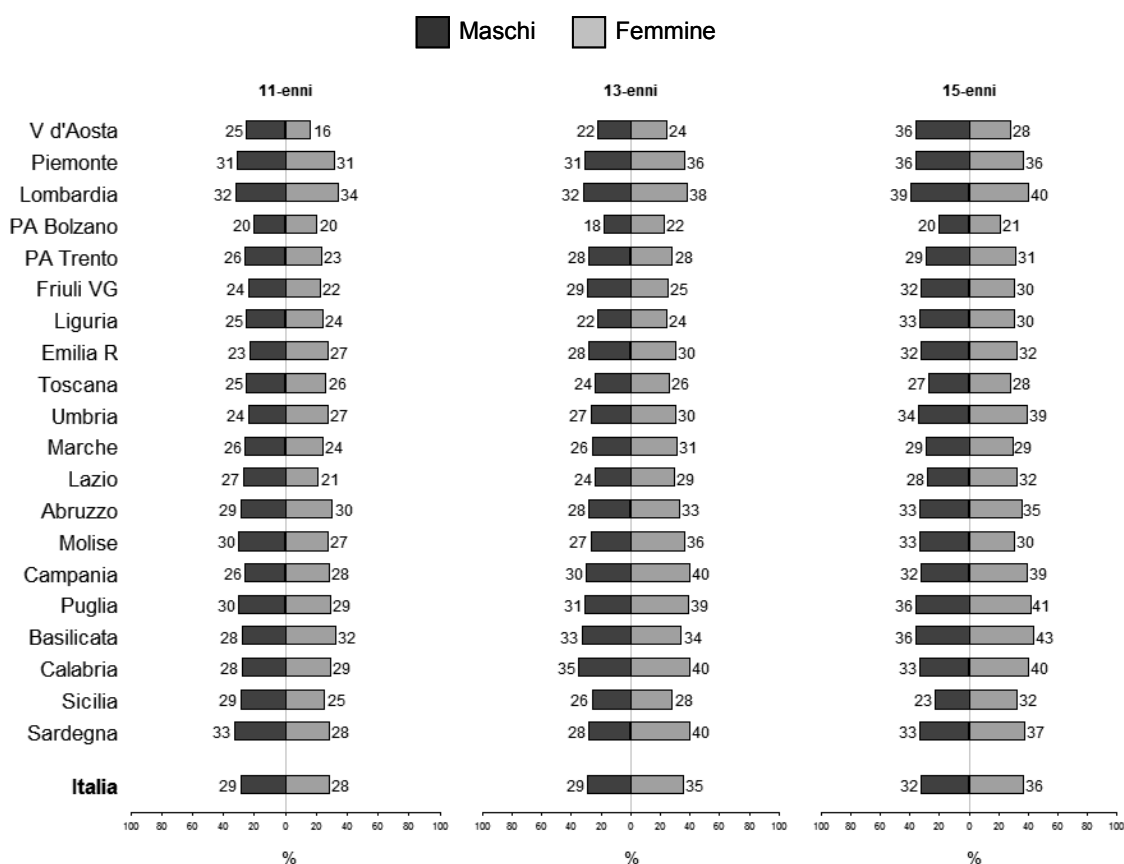 Maschi Femmine
11-enni 13-enni 15-enni
V d'Aosta 25 16 22 24 36 28
Piemonte 31 31 31 36 36 36
Lombardia 32 34 32 38 39 40
PA Bolzano 20 20 18 22 20 21
PA Trento 26 23 28 28 29 31
Friuli VG 24 22 29 25 32 30
Liguria 25 24 22 24 33 30
Emilia R 23 27 28 30 32 32
Toscana 25 26 24 26 27 28
Umbria 24 27 27 30 34 39
Marche 26 24 26 31 29 29
Lazio 27 21 24 29 28 32
Abruzzo 29 30 28 33 33 35
Molise 30 27 27 36 33 30
Campania 26 28 30 40 32 39
Puglia 30 29 31 39 36 41
Basilicata 28 32 33 34 36 43
Calabria 28 29 35 40 33 40
Sicilia 29 25 26 28 23 32
Sardegna 33 28 28 40 33 37
Italia 29 28 29 35 32 36
100 80 60 40 20 0 20 40 60 80 100 100 80 60 40 20 0 20 40 60 80 100 100 80 60 40 20 0 20 40 60 80 100
% % %